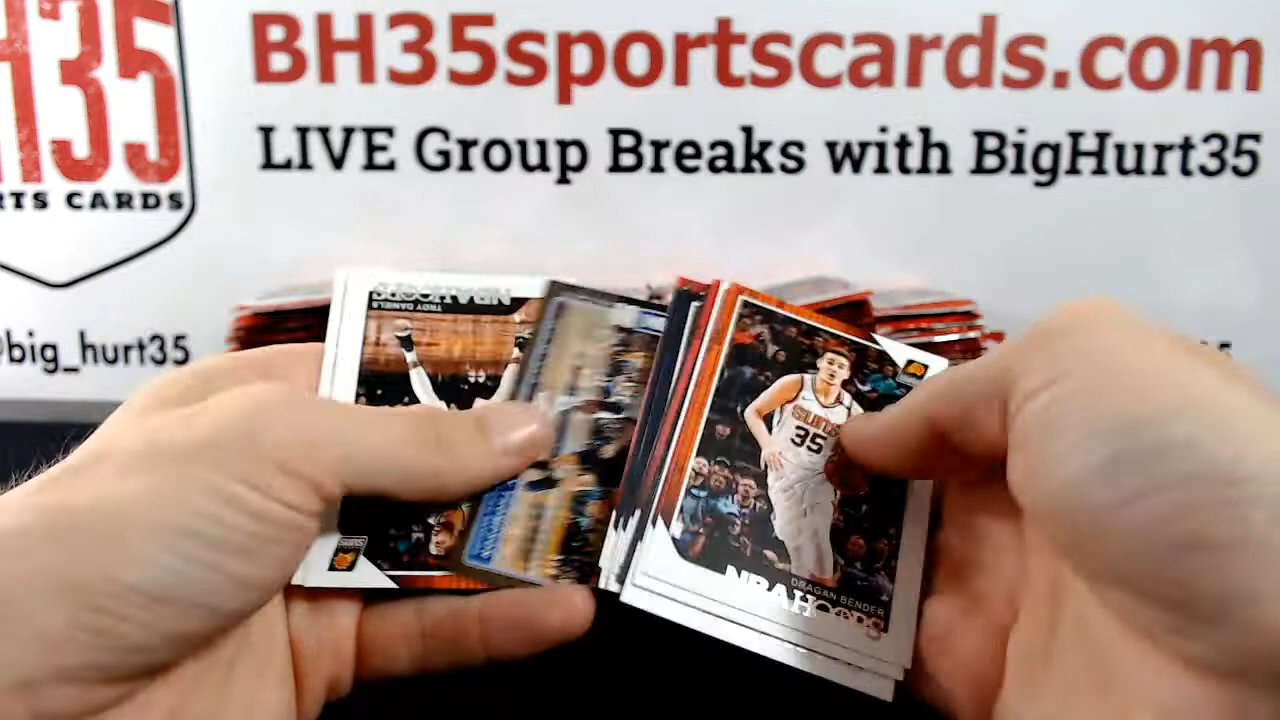 H35
RTS CARDS
BH35sportscards.com
LIVE Group Breaks with BigHurt35
@big_hurt35
NBAHOOPS
TROY DANIELS
SUNS
SUNS
35
DRAGAN BENDER
NBAHOOPS